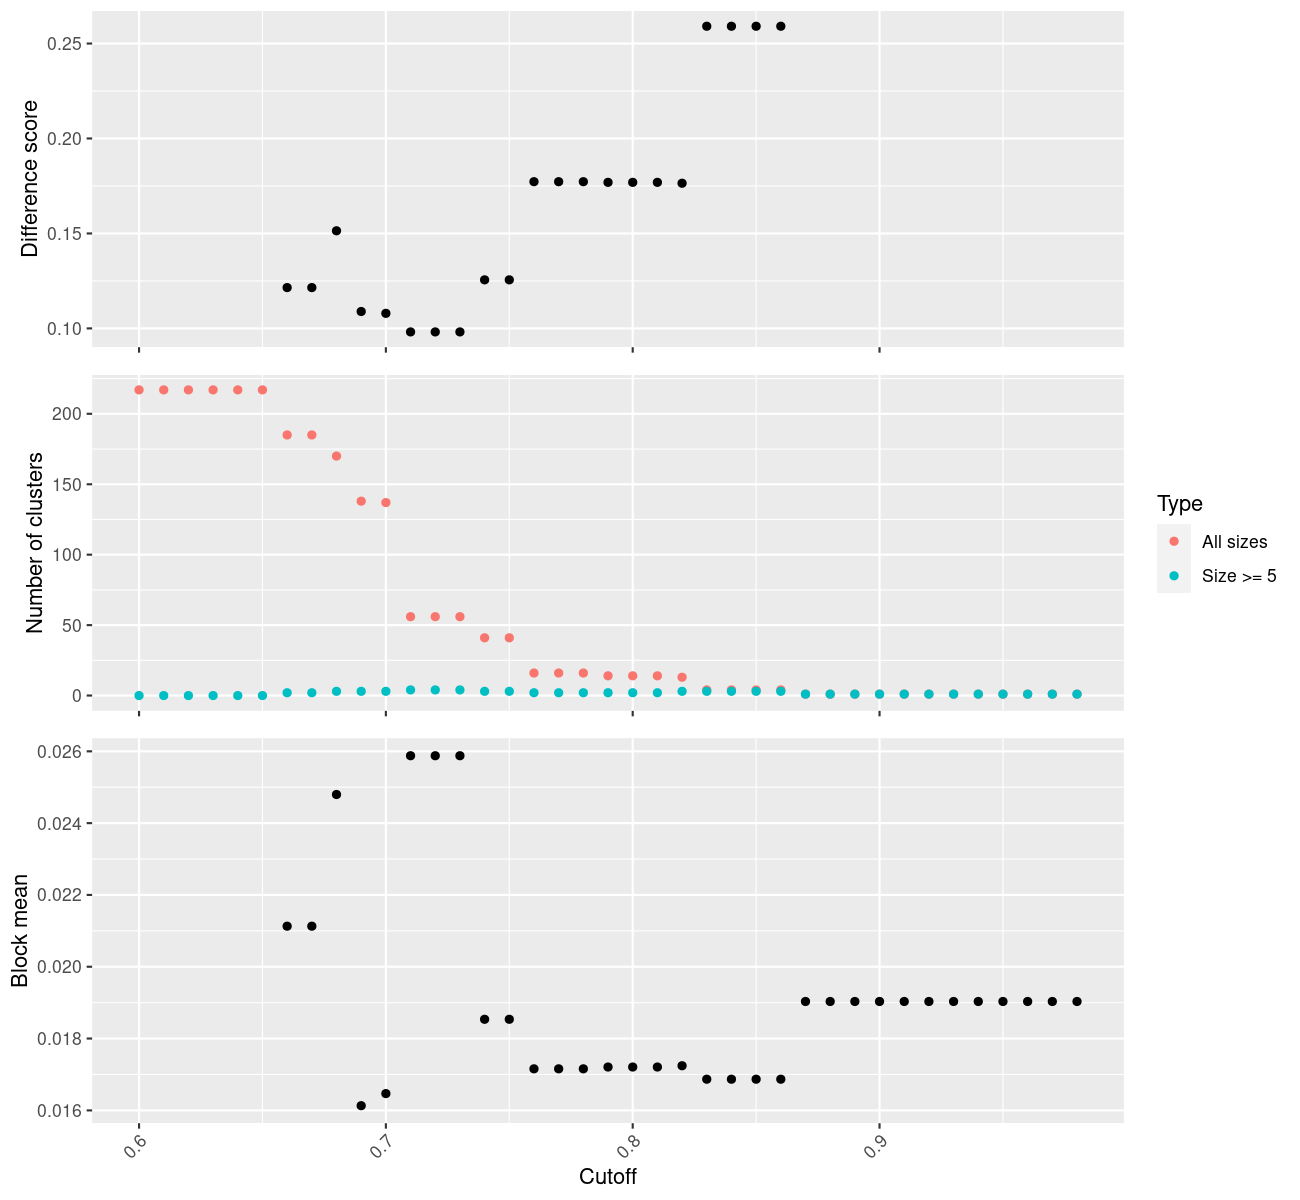 Difference score
0.25
0.20
0.15
0.10
Number of clusters
200
150
100
50
0
Type
All sizes
Size >= 5
Block mean
0.026
0.024
0.022
0.020
0.018
0.016
0.6 0.7 0.8 0.9
Cutoff